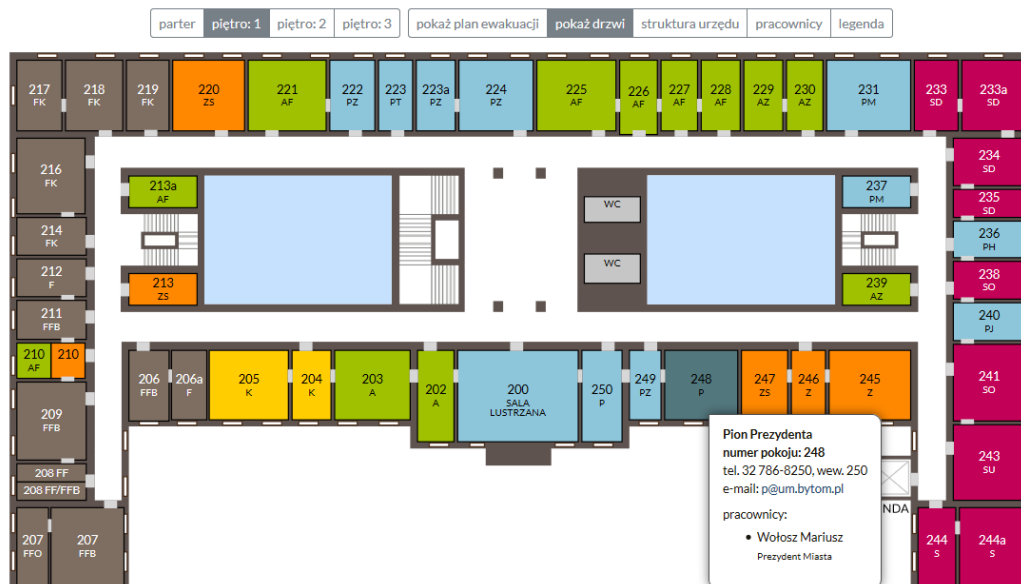 parter piętro: 1 piętro: 2 piętro: 3 pokaż plan ewakuacji pokaż drzwi struktura urzędu pracownicy legenda
217 218 219 220 221 222 223 223a 224 225 226 227 228 229 230 231 233 233a
FK FK FK ZS AF PZ PT PZ PZ AF AF AF AF AZ AZ PM SD SD
216
FK
214
FK
212
F
211
FFB
210 210
AF
209
FFB
208 FF
208 FF/FFB
207 207
FFO FFB
213a
AF
213
ZS
WC
WC
237
PM
239
AZ
234
SD
235
SD
236
PH
238
SO
240
PJ
241
SO
243
SU
244 244a
S S
206 206a 205 204 203 202 200 250 249 248 247 246 245
FFB F K K A A SALA LUSTRZANA P PZ P ZS Z Z
Pion Prezydenta
numer pokoju: 248
tel. 32 786-8250, wew. 250
e-mail: p@um.bytom.pl
pracownicy:
• Wołosz Mariusz
Prezydent Miasta
NDA